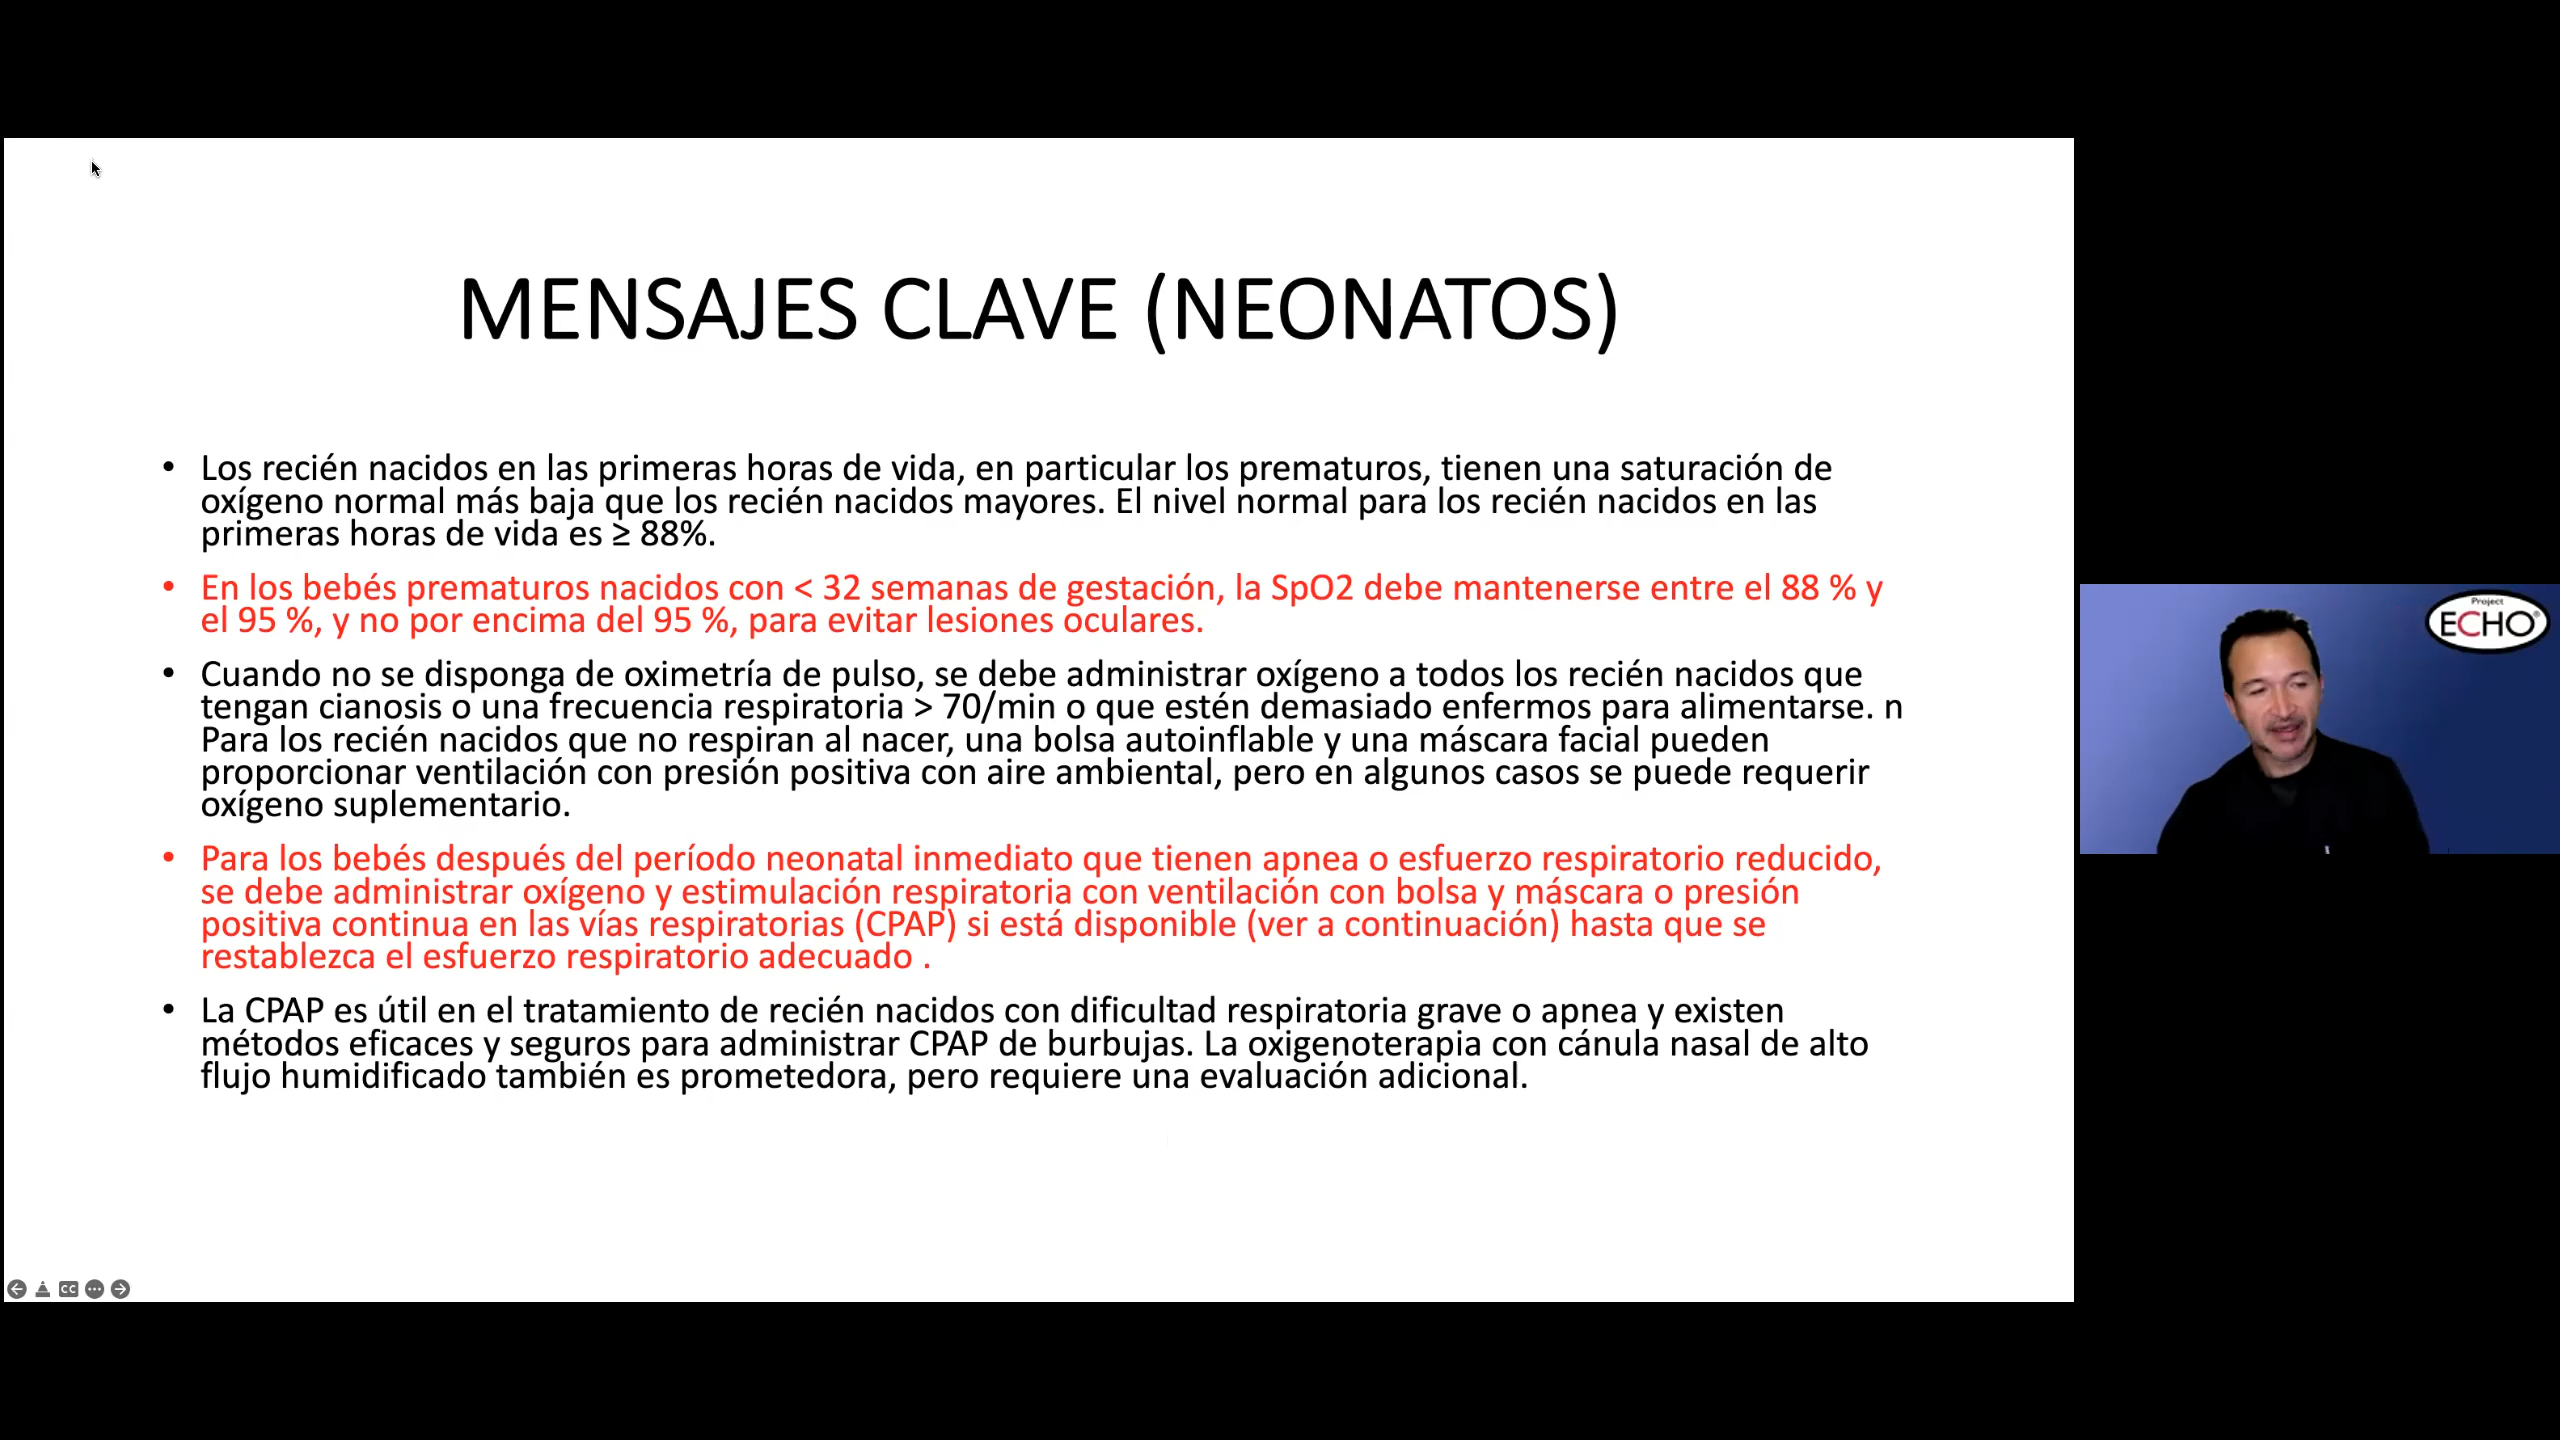 MENSAJES CLAVE (NEONATOS)
• Los recién nacidos en las primeras horas de vida, en particular los prematuros, tienen una saturación de
oxígeno normal más baja que los recién nacidos mayores. El nivel normal para los recién nacidos en las
primeras horas de vida es ≥ 88%.
• En los bebés prematuros nacidos con < 32 semanas de gestación, la SpO2 debe mantenerse entre el 88 % y
el 95 %, y no por encima del 95 %, para evitar lesiones oculares.
• Cuando no se disponga de oximetría de pulso, se debe administrar oxígeno a todos los recién nacidos que
tengan cianosis o una frecuencia respiratoria > 70/min o que estén demasiado enfermos para alimentarse. n
Para los recién nacidos que no respiran al nacer, una bolsa autoinflable y una máscara facial pueden
proporcionar ventilación con presión positiva con aire ambiental, pero en algunos casos se puede requerir
oxígeno suplementario.
• Para los bebés después del período neonatal inmediato que tienen apnea o esfuerzo respiratorio reducido,
se debe administrar oxígeno y estimulación respiratoria con ventilación con bolsa y máscara o presión
positiva continua en las vías respiratorias (CPAP) si está disponible (ver a continuación) hasta que se
restablezca el esfuerzo respiratorio adecuado .
• La CPAP es útil en el tratamiento de recién nacidos con dificultad respiratoria grave o apnea y existen
métodos eficaces y seguros para administrar CPAP de burbujas. La oxigenoterapia con cánula nasal de alto
flujo humidificado también es prometedora, pero requiere una evaluación adicional.
CC
Project
ECHO®